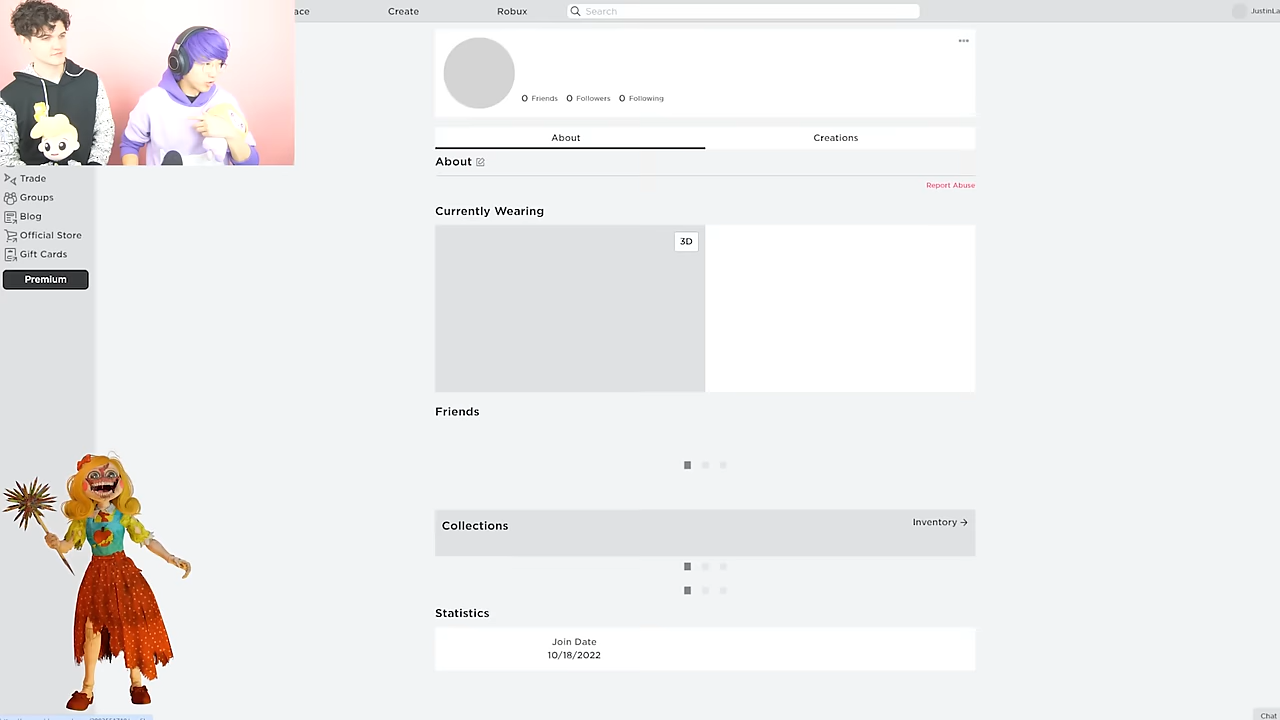 Create
Robux
Search
0 Friends 0 Followers 0 Following
About
Creations
About
Report Abuse
Currently Wearing
3D
Trade
Groups
Blog
Official Store
Gift Cards
Premium
Friends
Collections
Inventory →
Statistics
Join Date
10/18/2022
Chat